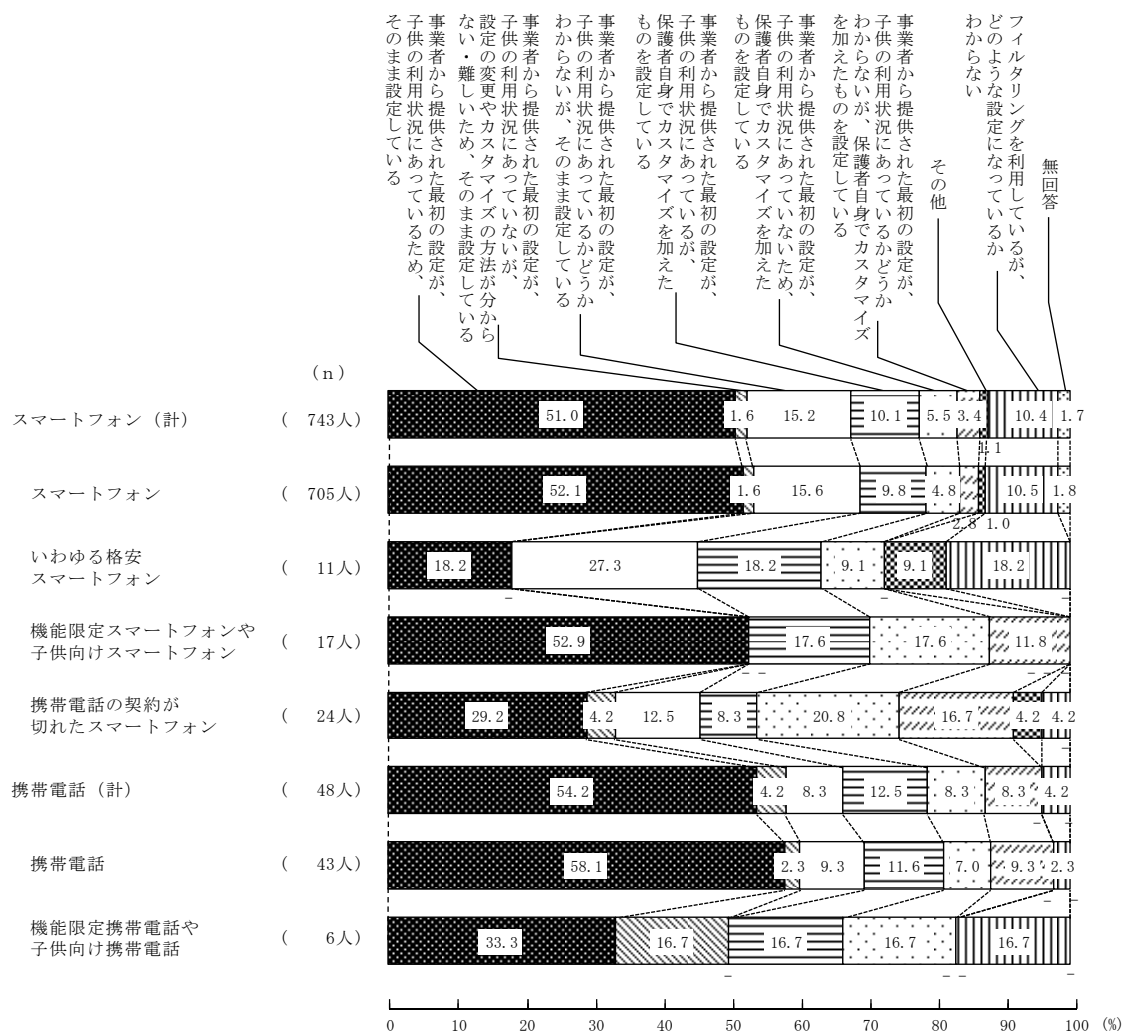 事業者から提供された最初の設定が、
子供の利用状況にあっているため、
そのまま設定している
事業者から提供された最初の設定が、
子供の利用状況にあっていないが、
設定の変更やカスタマイズの方法が分から
ない・難しいため、そのまま設定している
事業者から提供された最初の設定が、
子供の利用状況にあっているかどうか
わからないが、そのまま設定している
事業者から提供された最初の設定が、
子供の利用状況にあっているが、
保護者自身でカスタマイズを加えた
ものを設定している
事業者から提供された最初の設定が、
子供の利用状況にあっていないため、
保護者自身でカスタマイズを加えた
ものを設定している
事業者から提供された最初の設定が、
子供の利用状況にあっているかどうか
わからないが、保護者自身でカスタマイズ
を加えたものを設定している
その他
フィルタリングを利用しているが、
どのような設定になっているか
わからない
無回答
(n)
スマートフォン(計) ( 743人) 51.0 1.6 15.2 10.1 5.5 3.4 10.4 1.7
1.1
スマートフォン ( 705人) 52.1 1.6 15.6 9.8 4.8 10.5 1.8
2.8 1.0
いわゆる格安
スマートフォン ( 11人) 18.2 27.3 18.2 9.1 9.1 18.2
- - -
機能限定スマートフォンや
子供向けスマートフォン ( 17人) 52.9 17.6 17.6 11.8
- - - - -
携帯電話の契約が
切れたスマートフォン ( 24人) 29.2 4.2 12.5 8.3 20.8 16.7 4.2 4.2
-
携帯電話(計) ( 48人) 54.2 4.2 8.3 12.5 8.3 8.3 4.2
- -
携帯電話 ( 43人) 58.1 2.3 9.3 11.6 7.0 9.3 2.3
- -
機能限定携帯電話や
子供向け携帯電話 ( 6人) 33.3 16.7 16.7 16.7 16.7
- - - -
0 10 20 30 40 50 60 70 80 90 100 (%)